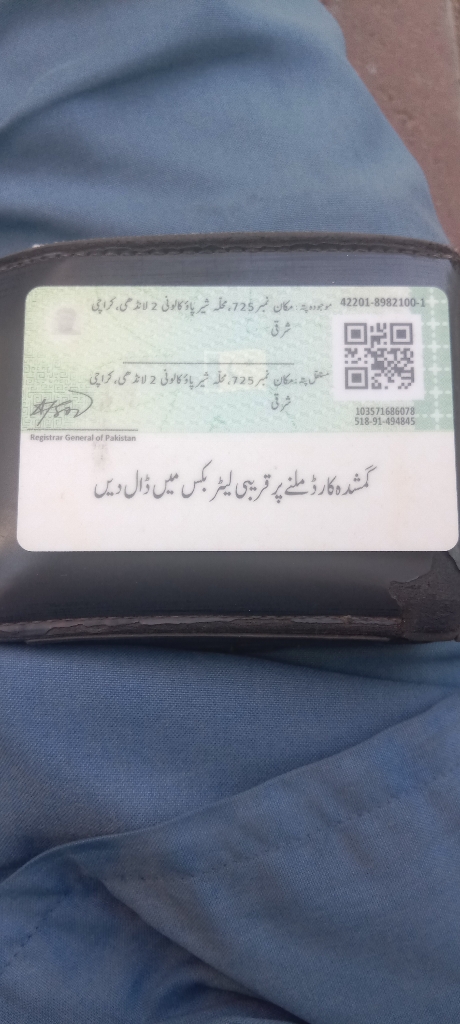 موجودہ پتہ: مکان نمبر 725، محلہ شیر پاؤ کالونی 2 لانڈھی، کراچی
شرقی
42201-8982100-1
مستقل پتہ: مکان نمبر 725، محلہ شیر پاؤ کالونی 2 لانڈھی، کراچی
شرقی
103571686078
518-91-494845
Registrar General of Pakistan
گمشدہ کارڈ ملنے پر قریبی لیٹر بکس میں ڈال دیں